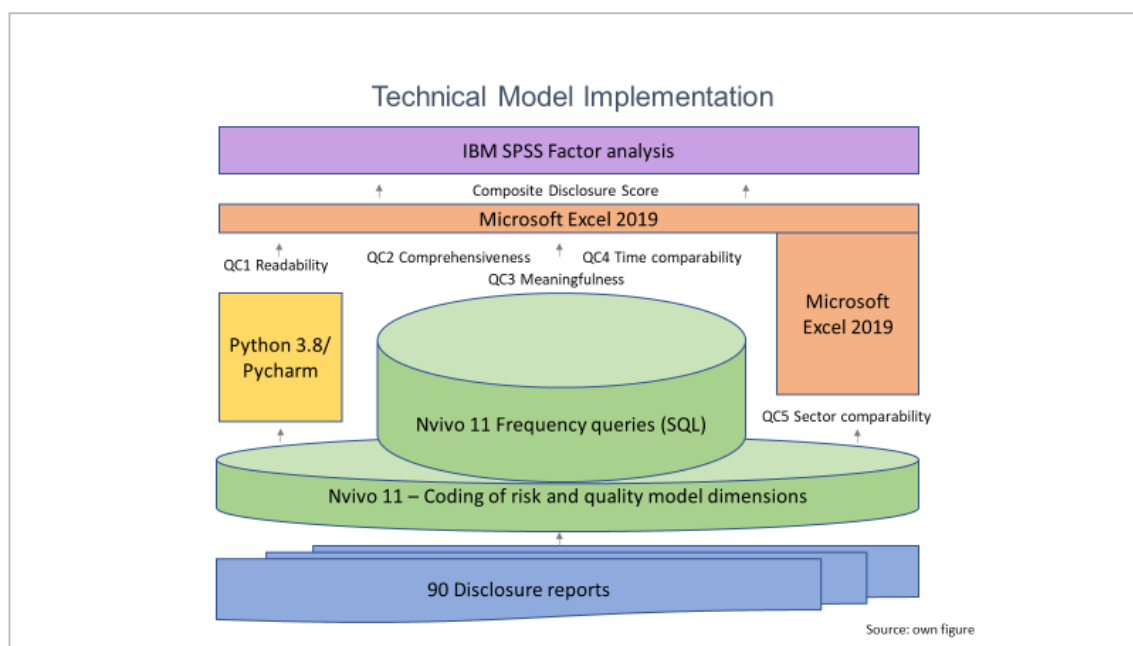 Technical Model Implementation
IBM SPSS Factor analysis
Composite Disclosure Score
Microsoft Excel 2019
QC1 Readability
QC2 Comprehensiveness
QC4 Time comparability
QC3 Meaningfulness
Microsoft
Excel 2019
Python 3.8/
Pycharm
Nvivo 11 Frequency queries (SQL)
QC5 Sector comparability
Nvivo 11 – Coding of risk and quality model dimensions
90 Disclosure reports
Source: own figure